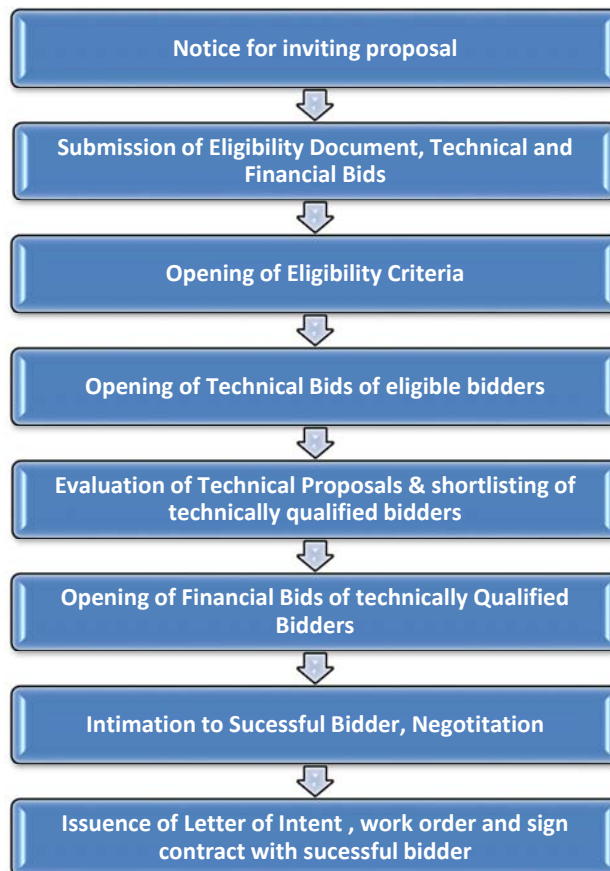 Notice for inviting proposal
Submission of Eligibility Document, Technical and
Financial Bids
Opening of Eligibility Criteria
Opening of Technical Bids of eligible bidders
Evaluation of Technical Proposals & shortlisting of
technically qualified bidders
Opening of Financial Bids of technically Qualified
Bidders
Intimation to Sucessful Bidder, Negotitation
Issuence of Letter of Intent , work order and sign
contract with sucessful bidder